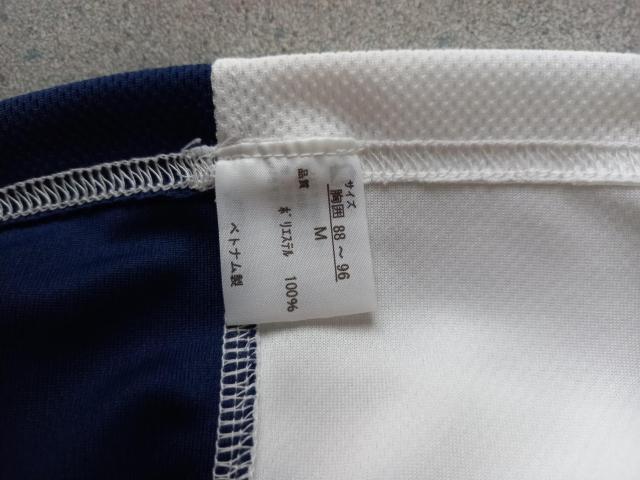 サイズ
胸囲 88～96
M
品質
ポリエステル 100%
ベトナム製